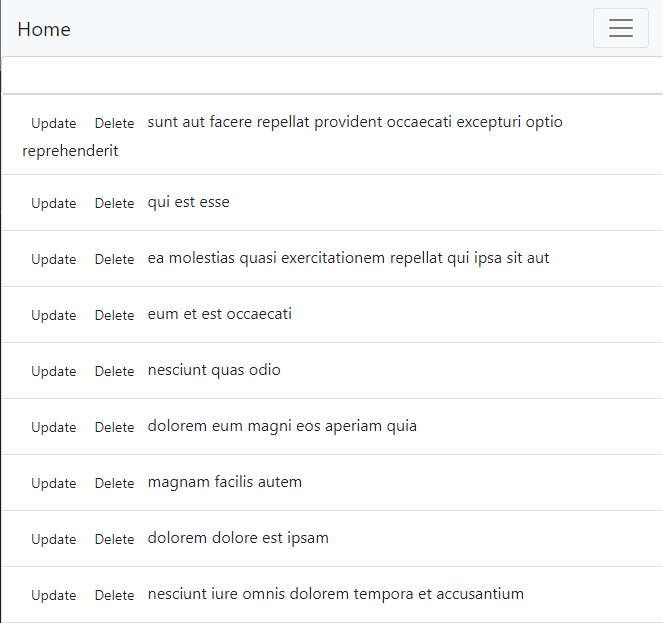 Home
Update Delete sunt aut facere repellat provident occaecati excepturi optio
reprehenderit
Update Delete qui est esse
Update Delete ea molestias quasi exercitationem repellat qui ipsa sit aut
Update Delete eum et est occaecati
Update Delete nesciunt quas odio
Update Delete dolorem eum magni eos aperiam quia
Update Delete magnam facilis autem
Update Delete dolorem dolore est ipsam
Update Delete nesciunt iure omnis dolorem tempora et accusantium